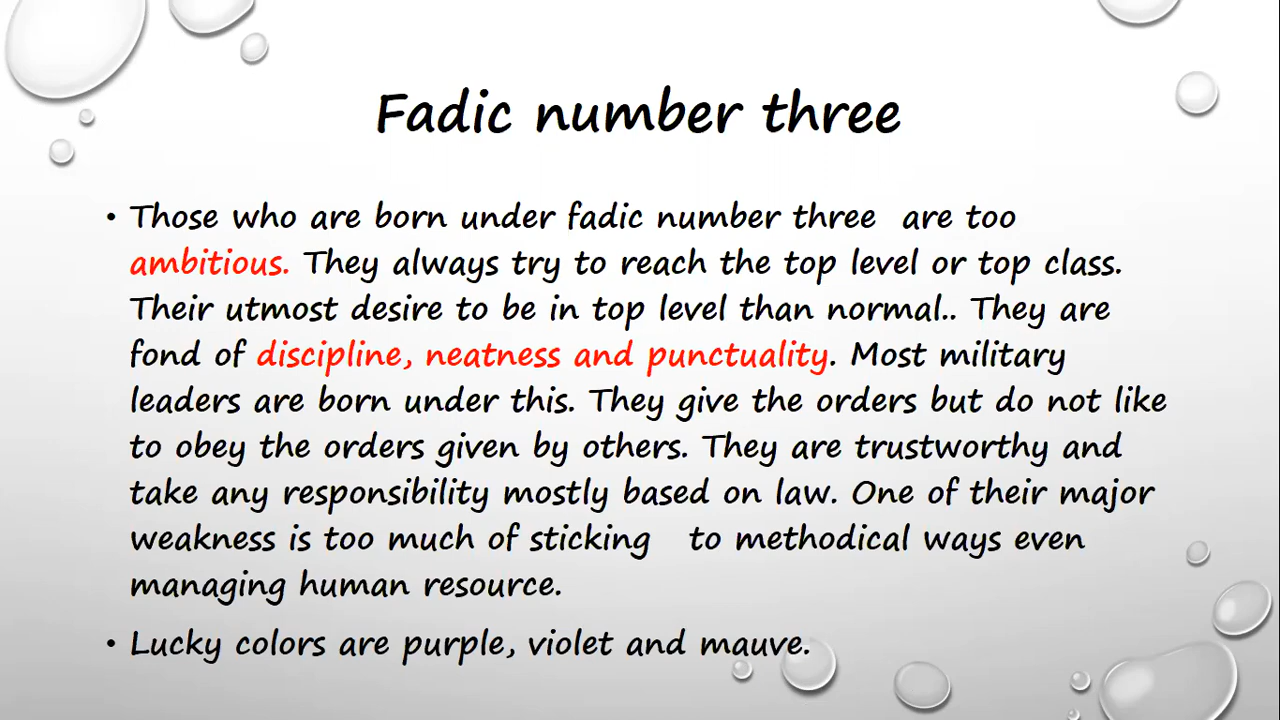 Fadic number three
• Those who are born under fadic number three are too
ambitious. They always try to reach the top level or top class.
Their utmost desire to be in top level than normal.. They are
fond of discipline, neatness and punctuality. Most military
leaders are born under this. They give the orders but do not like
to obey the orders given by others. They are trustworthy and
take any responsibility mostly based on law. One of their major
weakness is too much of sticking to methodical ways even
managing human resource.
• Lucky colors are purple, violet and mauve.